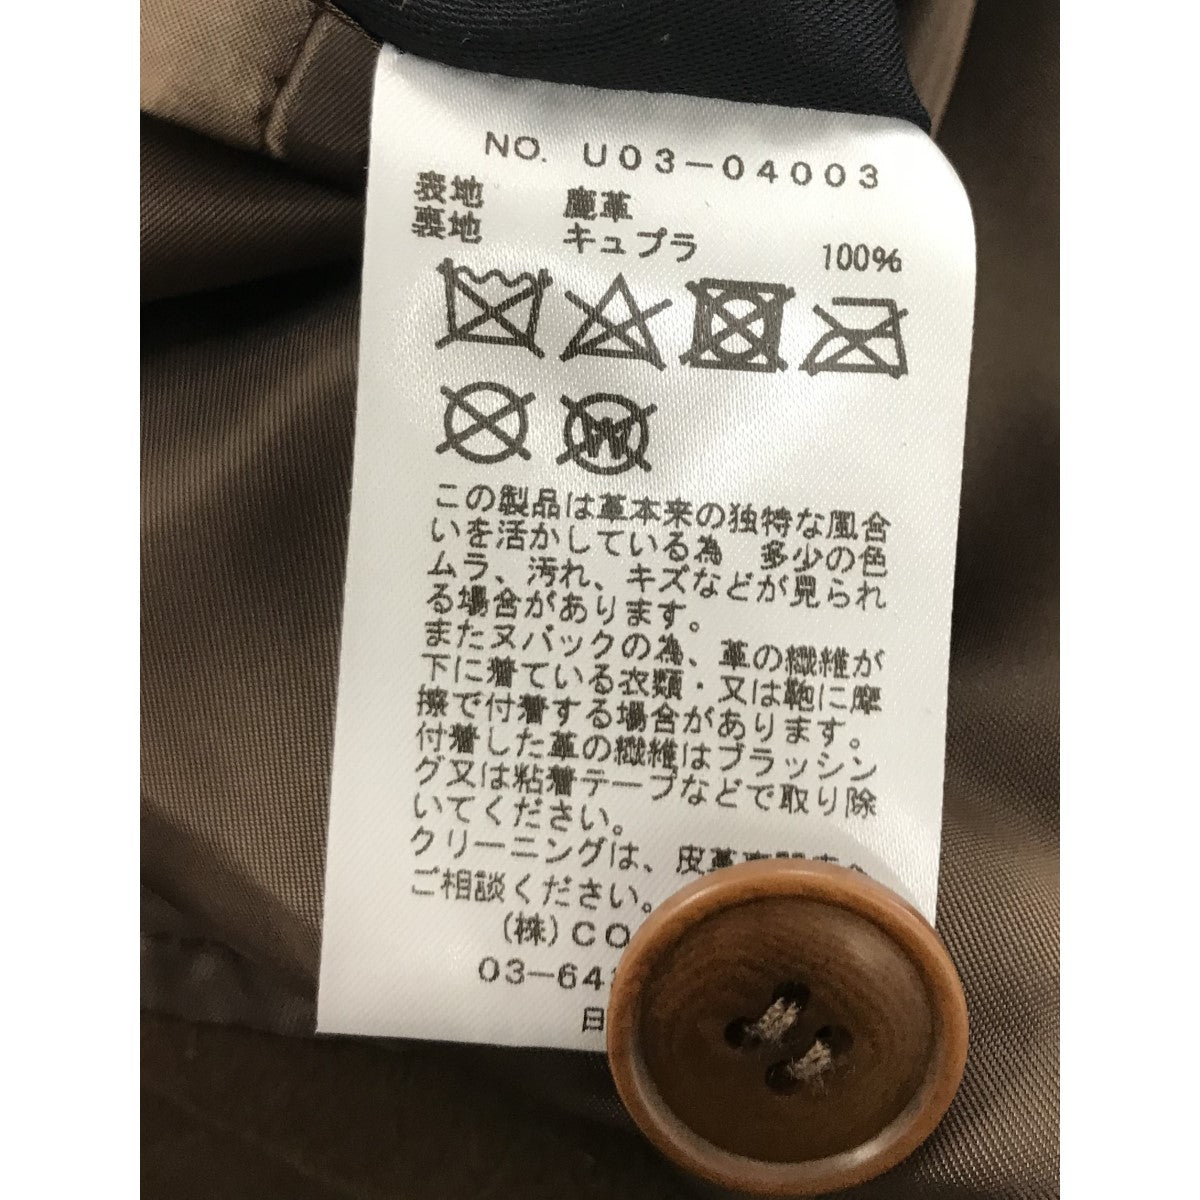 NO. U03-04003
表地 鹿革
裏地 キュプラ 100%
W
この製品は革本来の独特な風合
いを活かしている為 多少の色
ムラ、汚れ、キズなどが見られ
る場合があります。
またヌバックの為、革の繊維が
下に着ている衣類・又は鞄に摩
擦で付着する場合があります。
付着した革の繊維はブラッシン
グ又は粘着テープなどで取り除
いてください。
クリーニングは、皮革
ご相談ください。
(株)CO
03-64
日